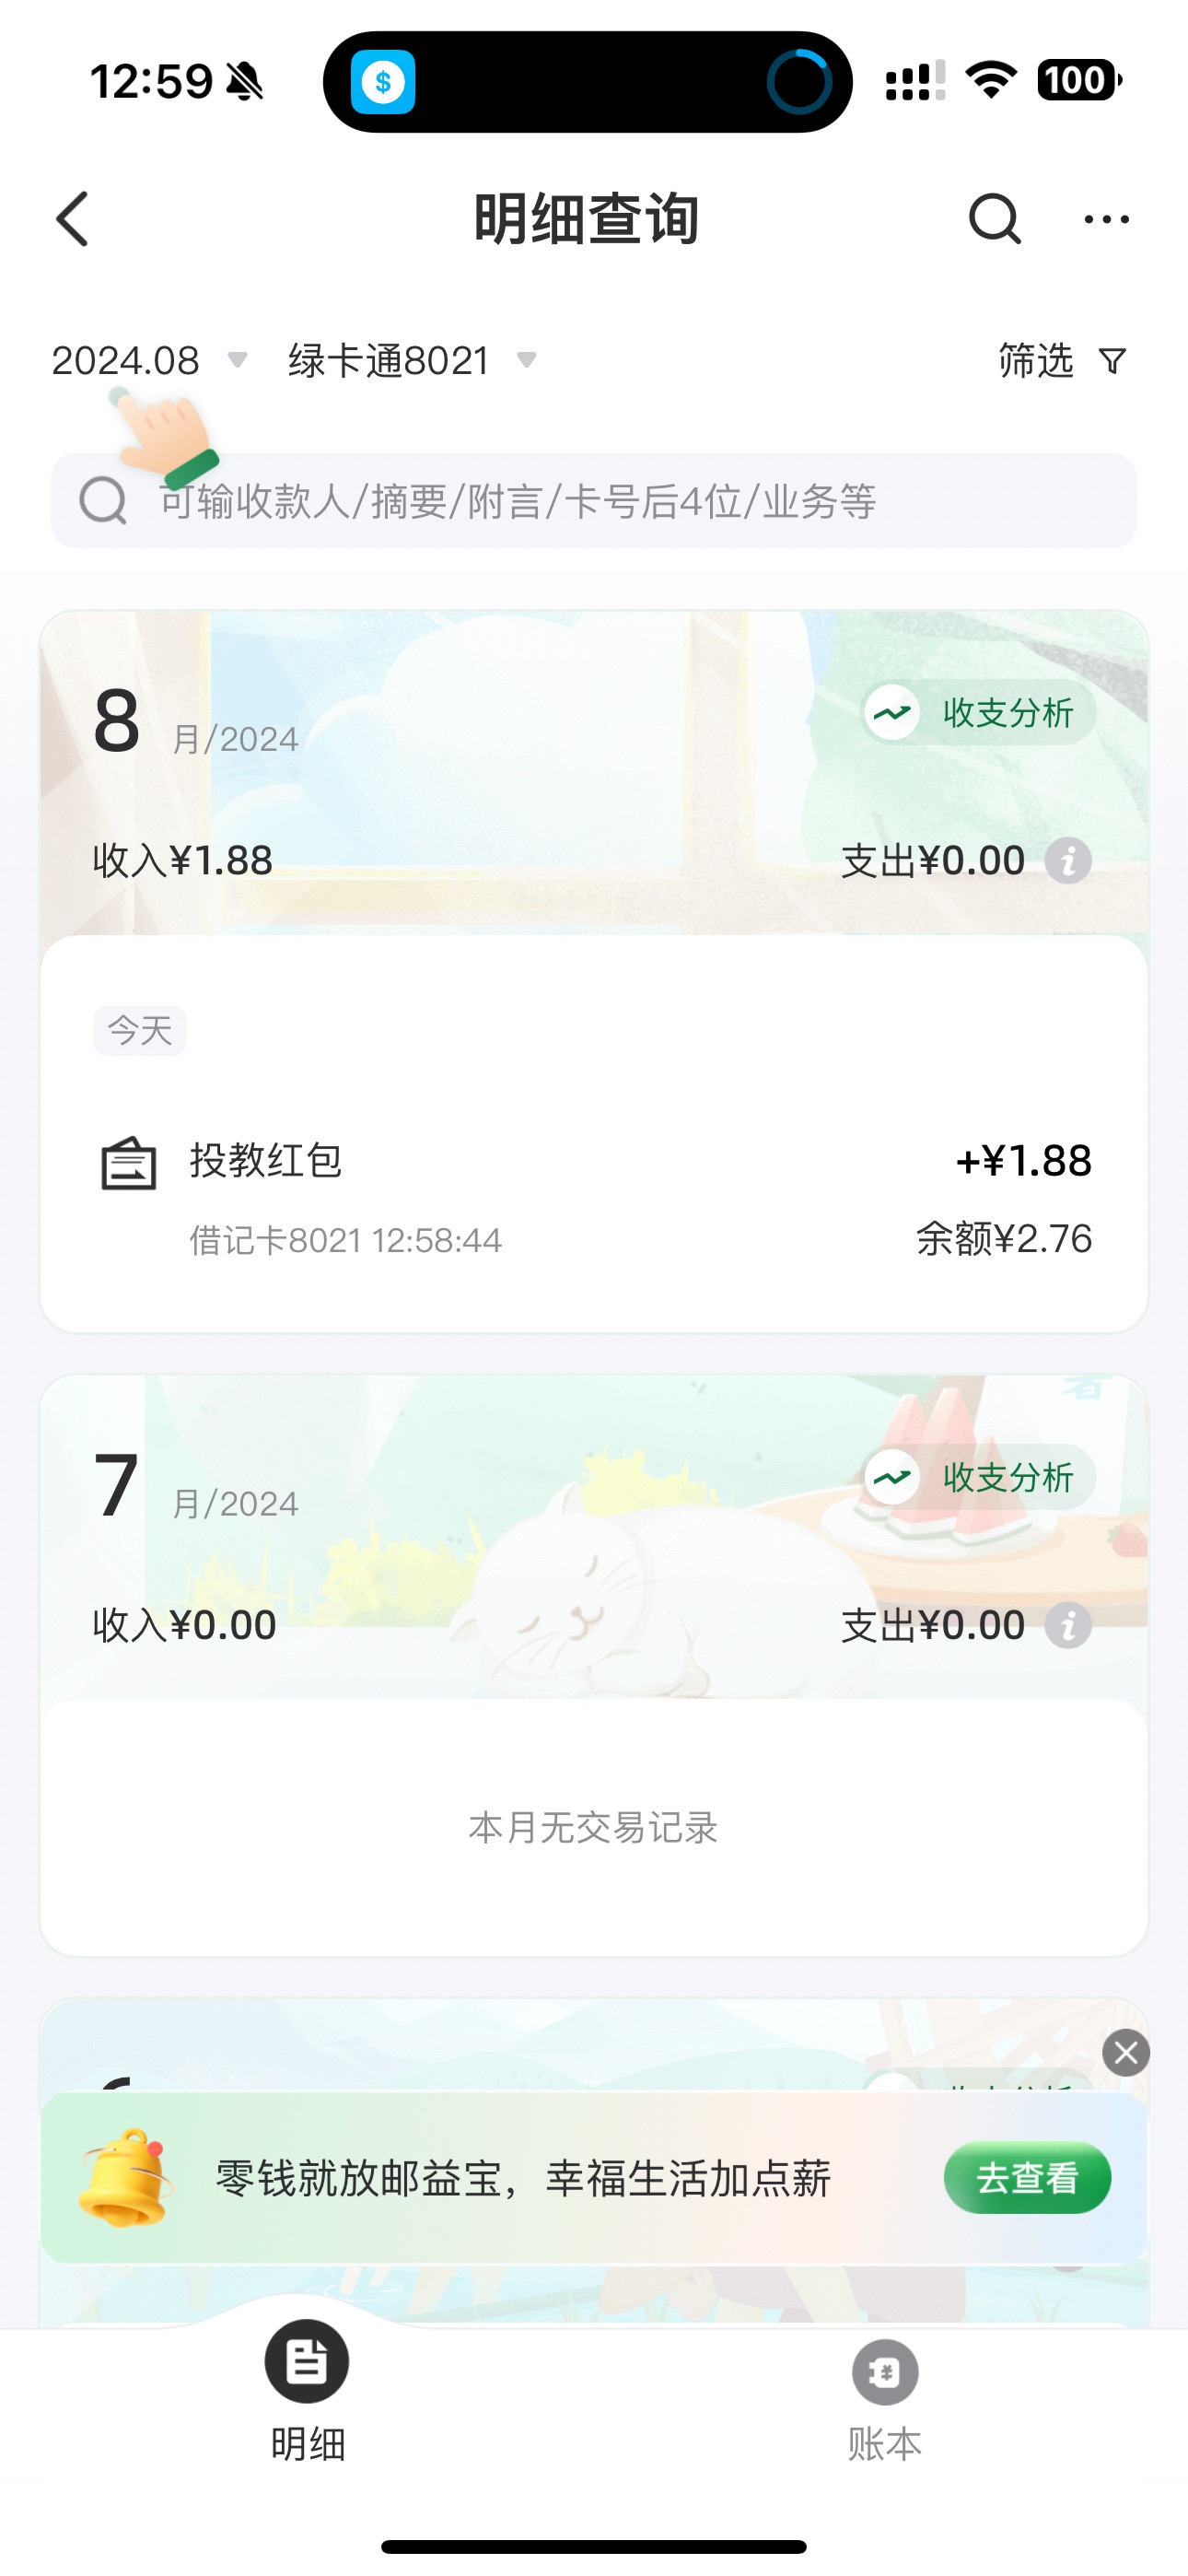 12:59
100
明细查询
2024.08 绿卡通8021 筛选
可输收款人/摘要/附言/卡号后4位/业务等
8 月/2024 收支分析
收入¥1.88 支出¥0.00
今天
投教红包 +¥1.88
借记卡8021 12:58:44 余额¥2.76
7 月/2024 收支分析
收入¥0.00 支出¥0.00
本月无交易记录
零钱就放邮益宝，幸福生活加点薪 去查看
明细 账本